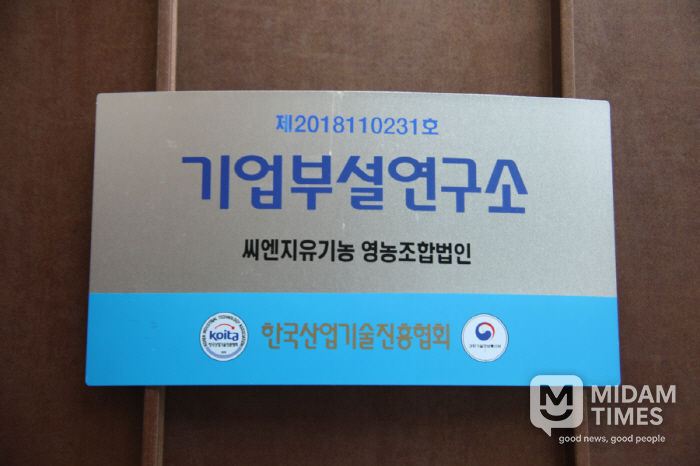 제2018110231호
기업부설연구소
씨엔지유기농 영농조합법인
koita
한국산업기술진흥협회
MIDAM
TIMES
good news, good people